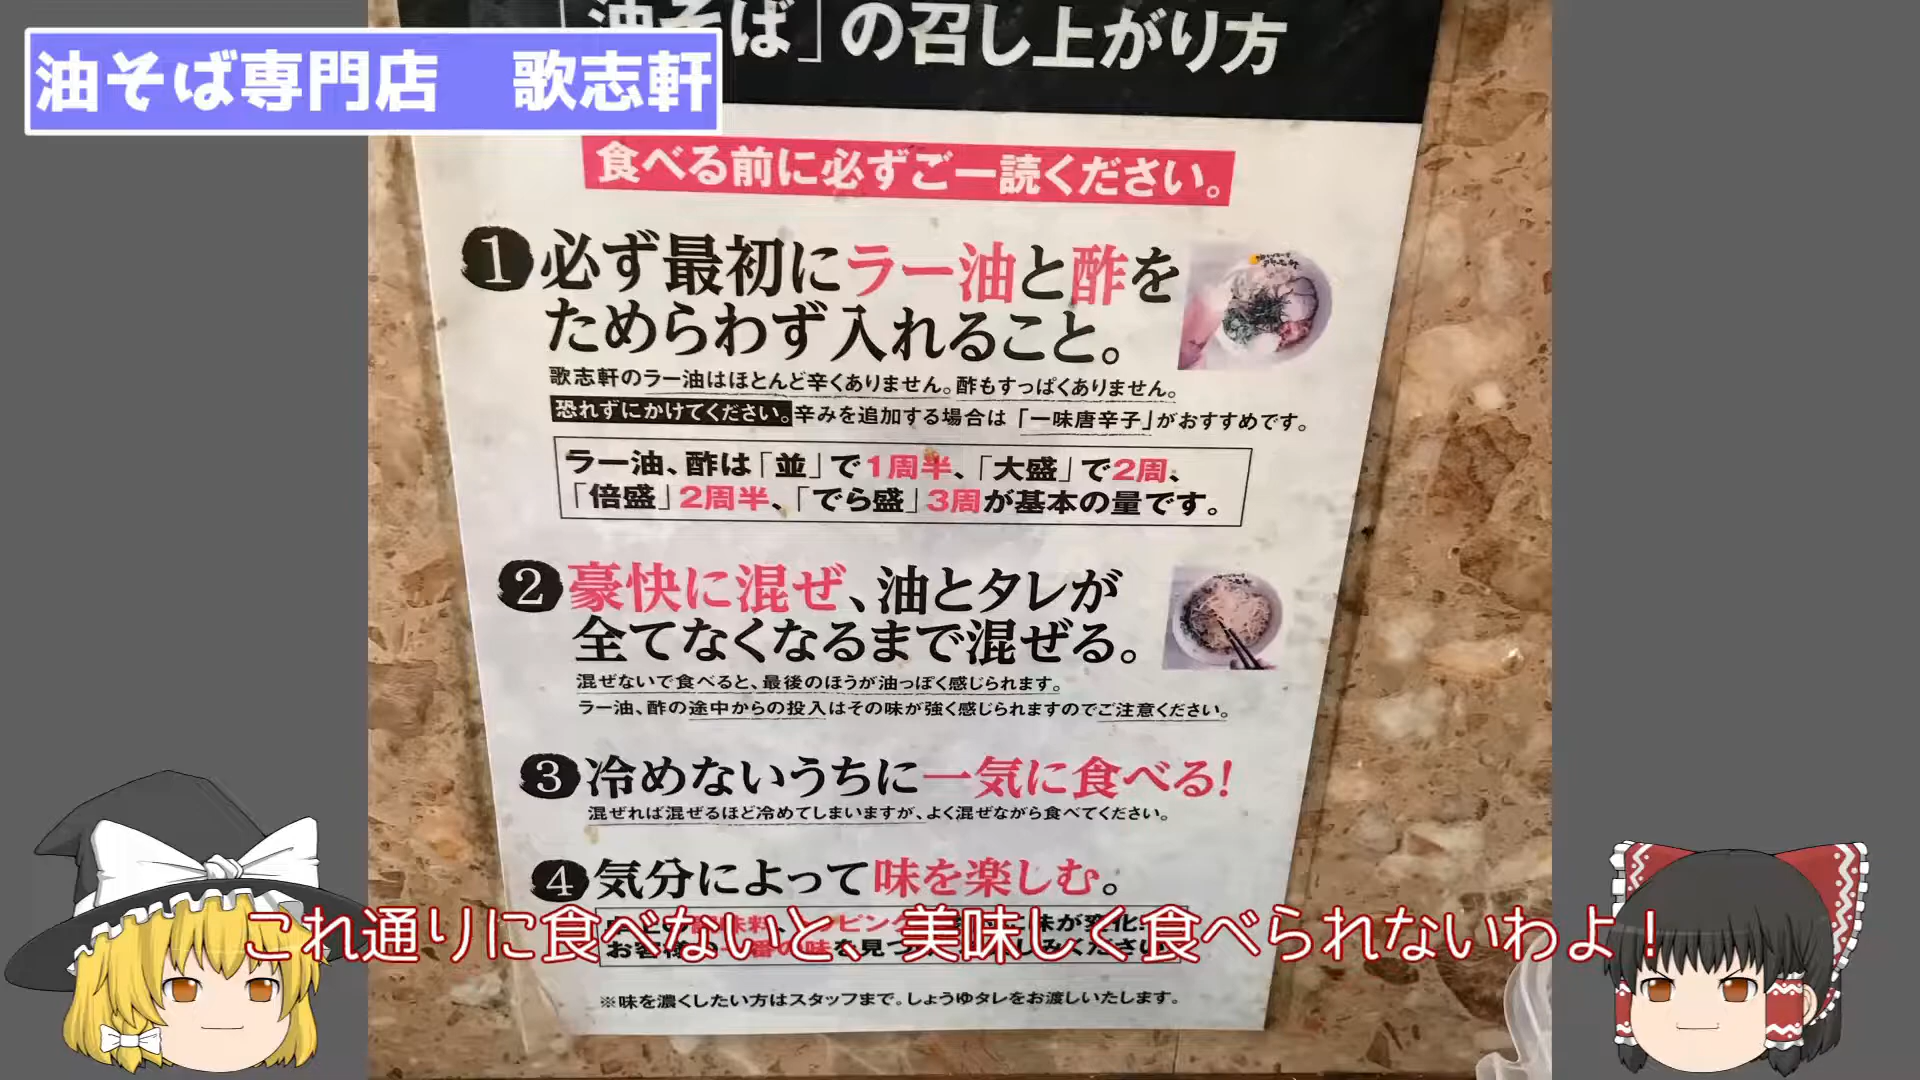 油そば専門店　歌志軒
「油そば」の召し上がり方
食べる前に必ずご一読ください。
1 必ず最初にラー油と酢を
ためらわず入れること。
歌志軒のラー油はほとんど辛くありません。酢もすっぱくありません。
恐れずにかけてください。辛みを追加する場合は「一味唐辛子」がおすすめです。
ラー油、酢は「並」で1周半、「大盛」で2周、
「倍盛」2周半、「でら盛」3周が基本の量です。
2 豪快に混ぜ、油とタレが
全てなくなるまで混ぜる。
混ぜないで食べると、最後のほうが油っぽく感じられます。
ラー油、酢の途中からの投入はその味が強く感じられますのでご注意ください。
3 冷めないうちに一気に食べる!
混ぜれば混ぜるほど冷めてしまいますが、よく混ぜながら食べてください。
4 気分によって味を楽しむ。
これ通りに食べないと、美味しく食べられないわよ！
※味を濃くしたい方はスタッフまで。しょうゆタレをお渡しいたします。